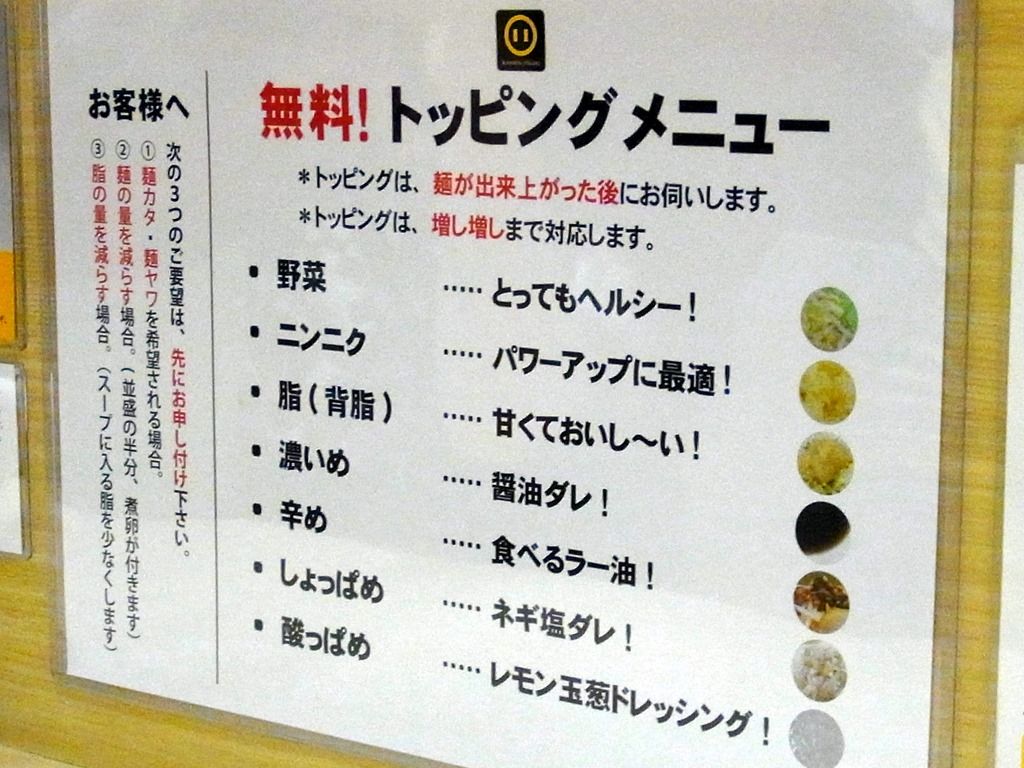 無料!トッピングメニュー
*トッピングは、麺が出来上がった後にお伺いします。
*トッピングは、増し増しまで対応します。
・野菜 ..... とってもヘルシー!
・ニンニク ..... パワーアップに最適!
・脂(背脂) ..... 甘くておいし〜い!
・濃いめ ..... 醤油ダレ!
・辛め ..... 食べるラー油!
・しょっぱめ ..... ネギ塩ダレ!
・酸っぱめ ..... レモン玉葱ドレッシング!
お客様へ
次の3つのご要望は、先にお申し付け下さい。
① 麺カタ・麺ヤワを希望される場合。
② 麺の量を減らす場合。(並盛の半分、煮卵が付きます)
③ 脂の量を減らす場合。(スープに入る脂を少なくします)